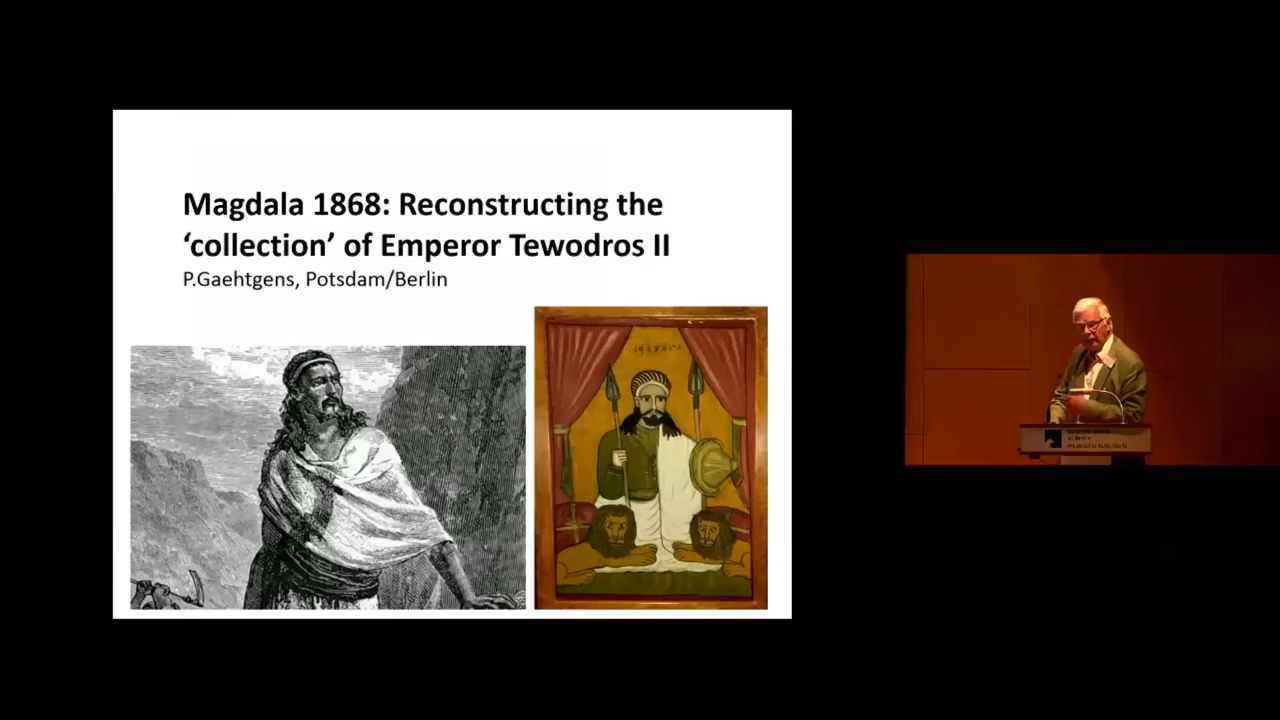 Magdala 1868: Reconstructing the
‘collection’ of Emperor Tewodros II
P.Gaehtgens, Potsdam/Berlin